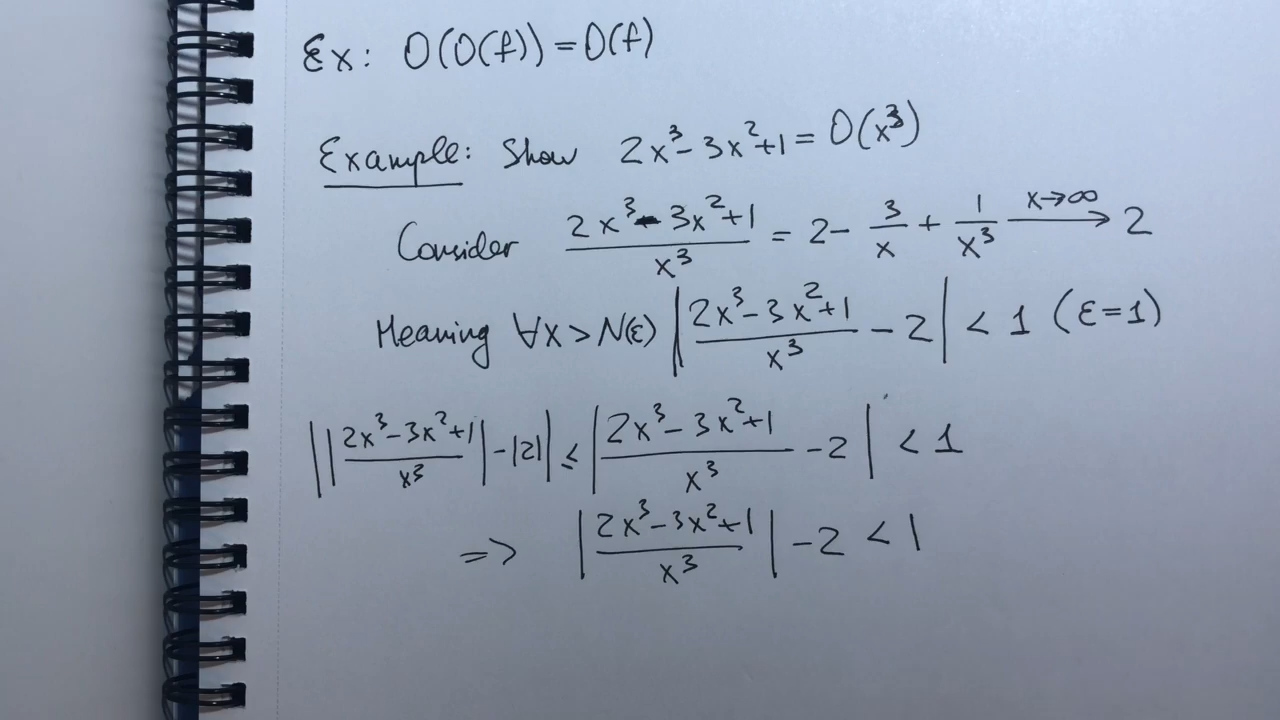 Ex: O(O(f)) = O(f)
Example: Show 2x³ - 3x² + 1 = O(x³)
Consider (2x³ - 3x² + 1)/x³ = 2 - 3/x + 1/x³ →(x→∞) 2
Meaning ∀x > N(ε) |(2x³ - 3x² + 1)/x³ - 2| < 1 (ε=1)
||(2x³ - 3x² + 1)/x³| - |2|| ≤ |(2x³ - 3x² + 1)/x³ - 2| < 1
=> |(2x³ - 3x² + 1)/x³| - 2 < 1